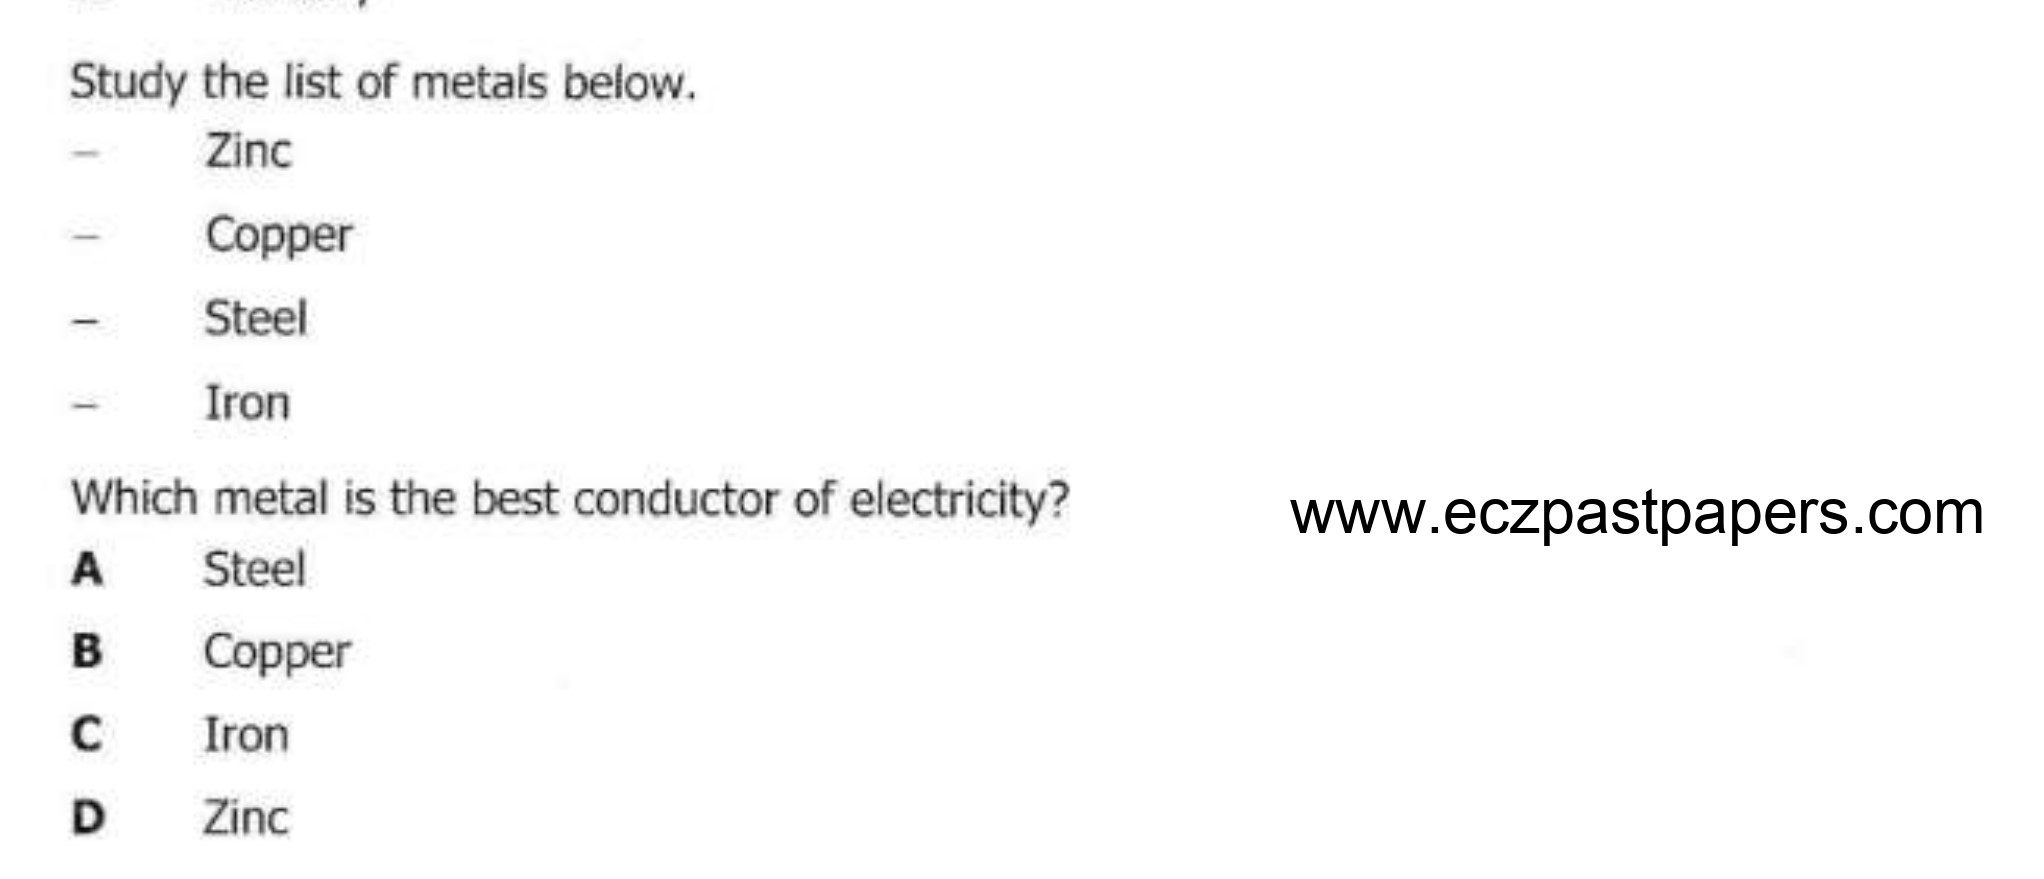 Study the list of metals below.
– Zinc
– Copper
– Steel
– Iron
Which metal is the best conductor of electricity?
www.eczpastpapers.com
A Steel
B Copper
C Iron
D Zinc